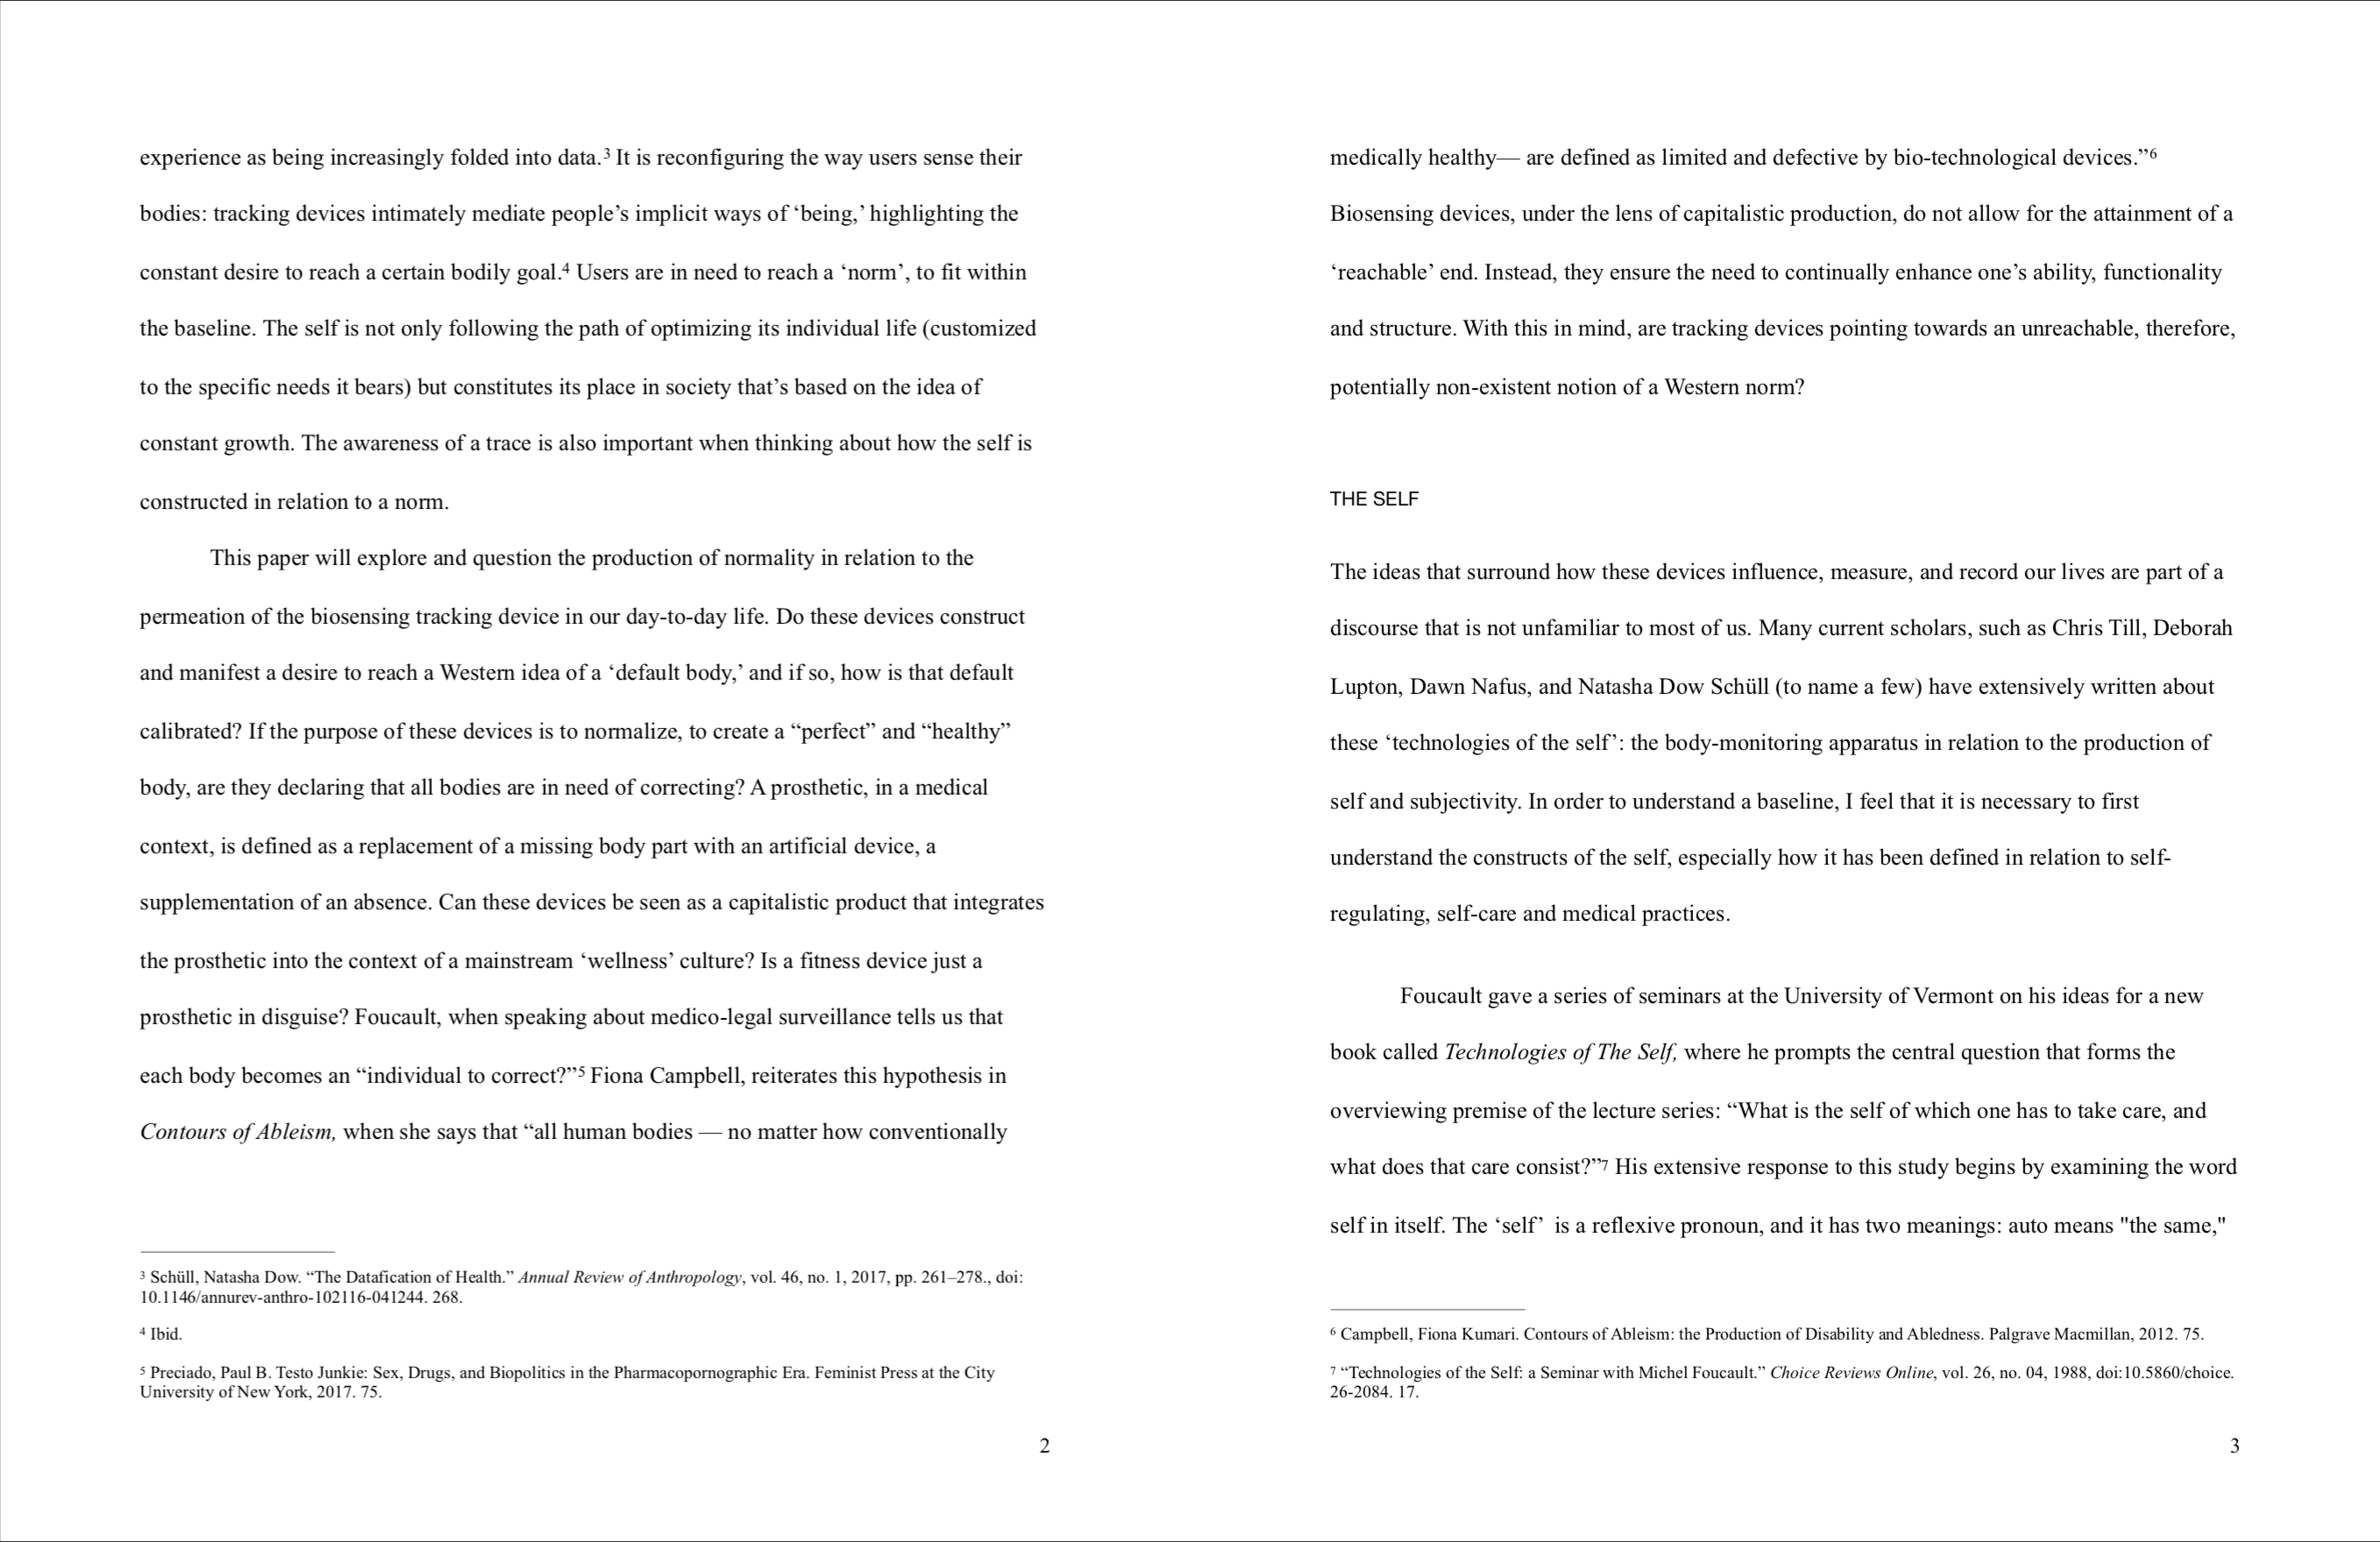 experience as being increasingly folded into data.³ It is reconfiguring the way users sense their
bodies: tracking devices intimately mediate people’s implicit ways of ‘being,’ highlighting the
constant desire to reach a certain bodily goal.⁴ Users are in need to reach a ‘norm’, to fit within
the baseline. The self is not only following the path of optimizing its individual life (customized
to the specific needs it bears) but constitutes its place in society that’s based on the idea of
constant growth. The awareness of a trace is also important when thinking about how the self is
constructed in relation to a norm.
This paper will explore and question the production of normality in relation to the
permeation of the biosensing tracking device in our day-to-day life. Do these devices construct
and manifest a desire to reach a Western idea of a ‘default body,’ and if so, how is that default
calibrated? If the purpose of these devices is to normalize, to create a “perfect” and “healthy”
body, are they declaring that all bodies are in need of correcting? A prosthetic, in a medical
context, is defined as a replacement of a missing body part with an artificial device, a
supplementation of an absence. Can these devices be seen as a capitalistic product that integrates
the prosthetic into the context of a mainstream ‘wellness’ culture? Is a fitness device just a
prosthetic in disguise? Foucault, when speaking about medico-legal surveillance tells us that
each body becomes an “individual to correct?”⁵ Fiona Campbell, reiterates this hypothesis in
Contours of Ableism, when she says that “all human bodies — no matter how conventionally
³ Schüll, Natasha Dow. “The Datafication of Health.” Annual Review of Anthropology, vol. 46, no. 1, 2017, pp. 261–278., doi:
10.1146/annurev-anthro-102116-041244. 268.
⁴ Ibid.
⁵ Preciado, Paul B. Testo Junkie: Sex, Drugs, and Biopolitics in the Pharmacopornographic Era. Feminist Press at the City
University of New York, 2017. 75.
2
medically healthy— are defined as limited and defective by bio-technological devices.”⁶
Biosensing devices, under the lens of capitalistic production, do not allow for the attainment of a
‘reachable’ end. Instead, they ensure the need to continually enhance one’s ability, functionality
and structure. With this in mind, are tracking devices pointing towards an unreachable, therefore,
potentially non-existent notion of a Western norm?
THE SELF
The ideas that surround how these devices influence, measure, and record our lives are part of a
discourse that is not unfamiliar to most of us. Many current scholars, such as Chris Till, Deborah
Lupton, Dawn Nafus, and Natasha Dow Schüll (to name a few) have extensively written about
these ‘technologies of the self’: the body-monitoring apparatus in relation to the production of
self and subjectivity. In order to understand a baseline, I feel that it is necessary to first
understand the constructs of the self, especially how it has been defined in relation to self-
regulating, self-care and medical practices.
Foucault gave a series of seminars at the University of Vermont on his ideas for a new
book called Technologies of The Self, where he prompts the central question that forms the
overviewing premise of the lecture series: “What is the self of which one has to take care, and
what does that care consist?”⁷ His extensive response to this study begins by examining the word
self in itself. The ‘self’ is a reflexive pronoun, and it has two meanings: auto means "the same,"
⁶ Campbell, Fiona Kumari. Contours of Ableism: the Production of Disability and Abledness. Palgrave Macmillan, 2012. 75.
⁷ “Technologies of the Self: a Seminar with Michel Foucault.” Choice Reviews Online, vol. 26, no. 04, 1988, doi:10.5860/choice.
26-2084. 17.
3